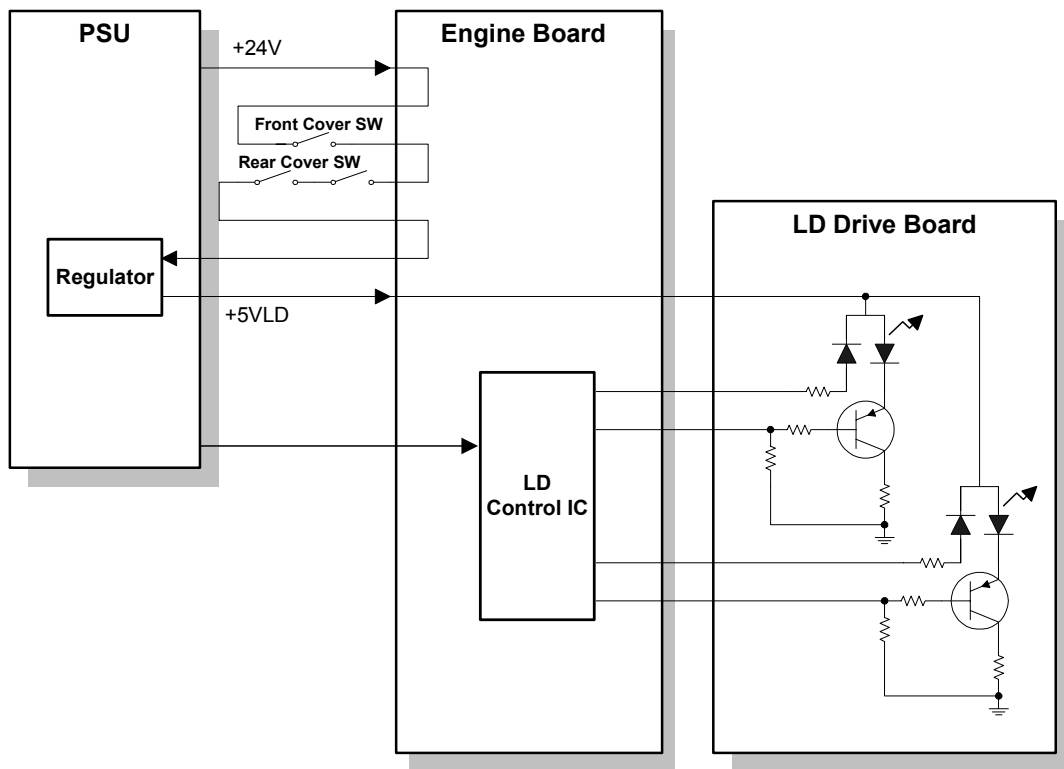 PSU
Engine Board
+24V
Front Cover SW
Rear Cover SW
LD Drive Board
Regulator
+5VLD
LD
Control IC